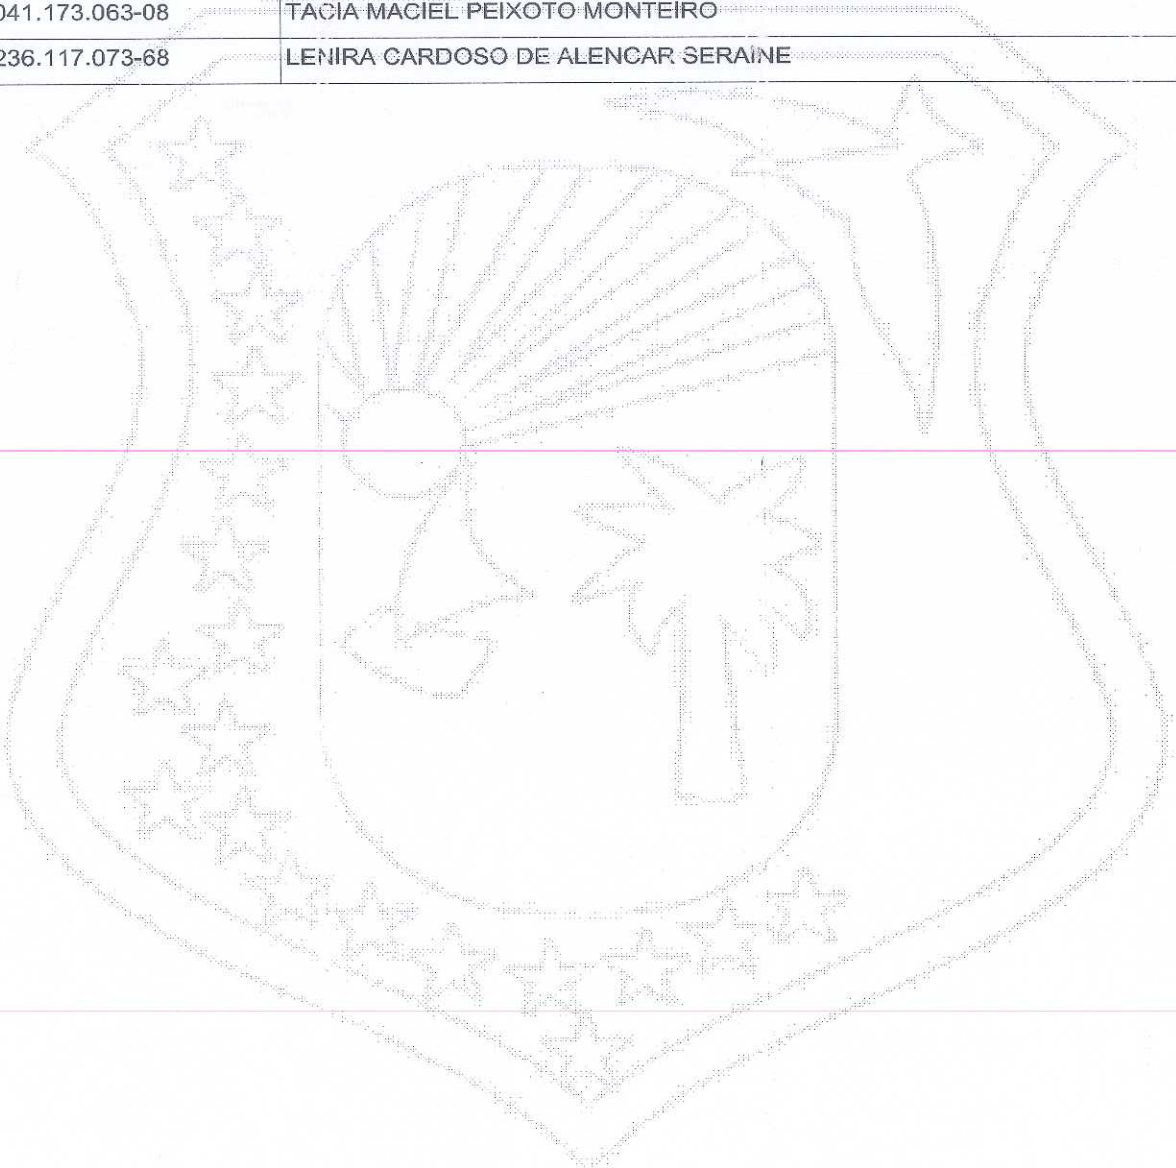 041.173.063-08 TACIA MACIEL PEIXOTO MONTEIRO
236.117.073-68 LENIRA CARDOSO DE ALENCAR SERAINE